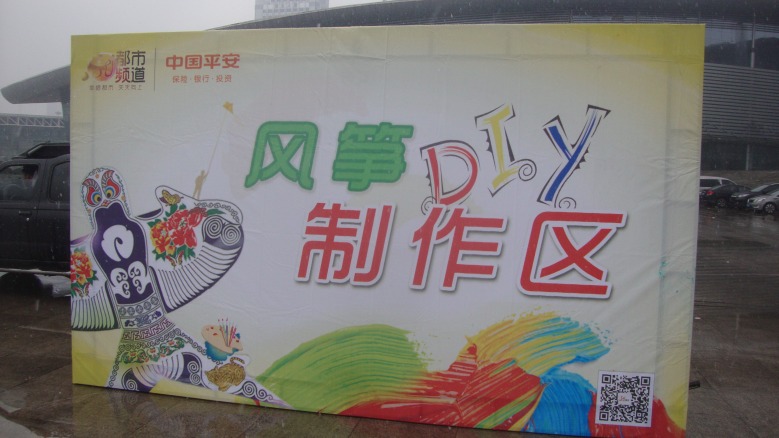 都市
频道
中国平安
保险·银行·投资
风筝DIY
制作区